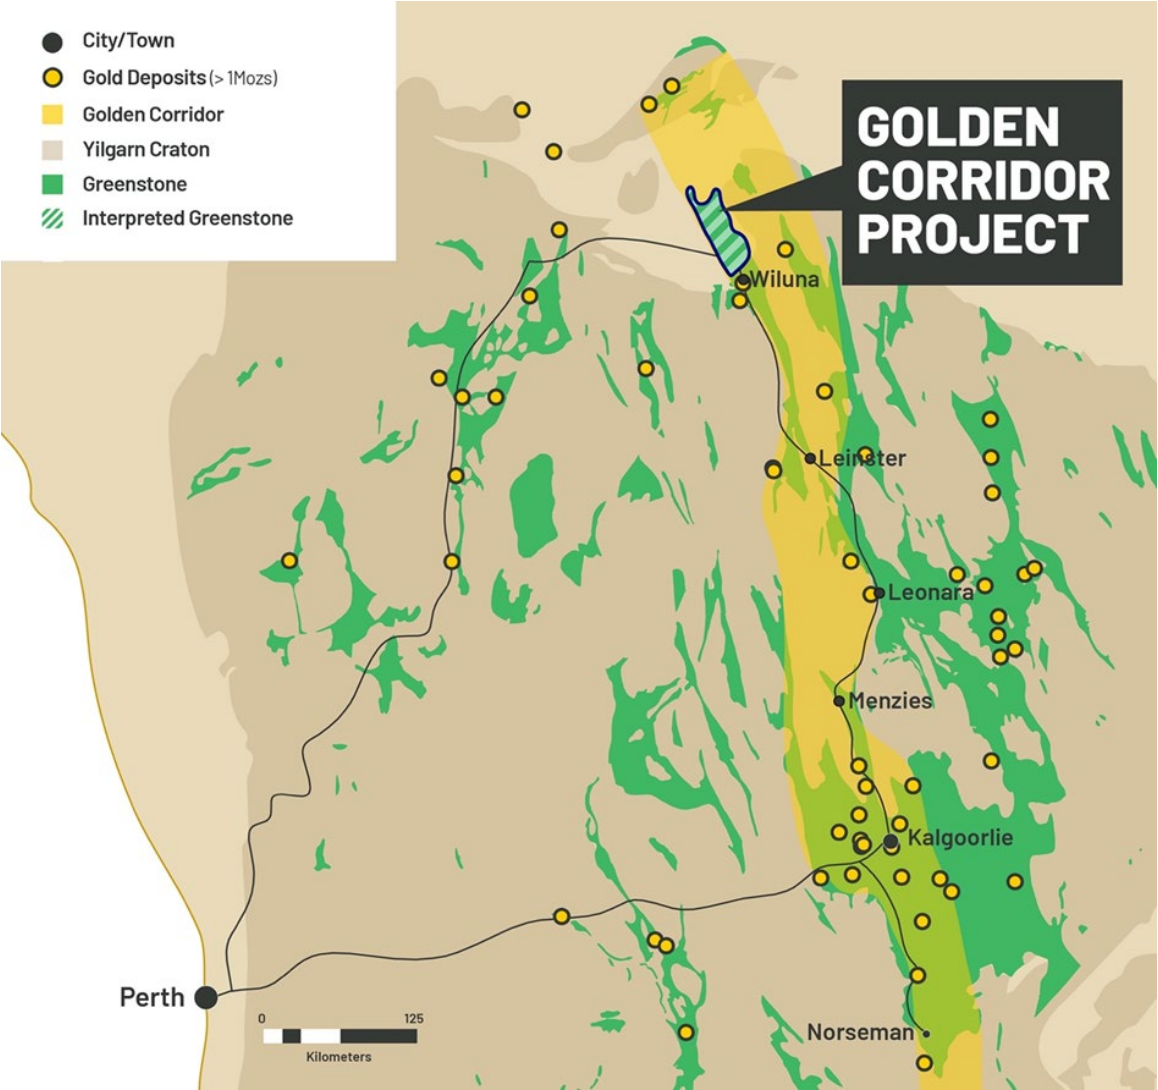 City/Town
Gold Deposits (> 1Mozs)
Golden Corridor
Yilgarn Craton
Greenstone
Interpreted Greenstone
GOLDEN
CORRIDOR
PROJECT
Wiluna
Leinster
Leonara
Menzies
Kalgoorlie
Perth
Norseman
0 125
Kilometers